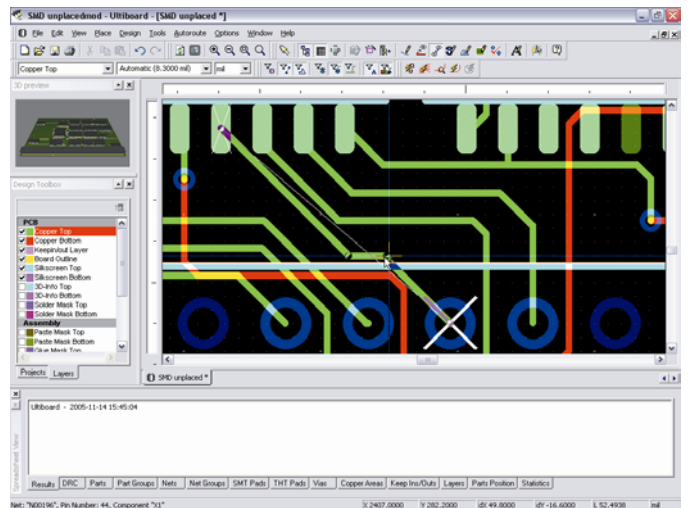 SMD unplacedmod - Ultiboard - [SMD unplaced *]
File Edit View Place Design Tools Autoroute Options Window Help
Copper Top Automatic (8.3000 mil) mil
3D preview
Design Toolbox
PCB
Copper Top
Copper Bottom
Keepin/out Layer
Board Outline
Silkscreen Top
Silkscreen Bottom
3D-Info Top
3D-Info Bottom
Solder Mask Top
Solder Mask Bottom
Assembly
Paste Mask Top
Paste Mask Bottom
Glue Mask Top
Projects Layers
SMD unplaced *
Ultiboard - 2005-11-14 15:45:04
Spreadsheet View
Results DRC Parts Part Groups Nets Net Groups SMT Pads THT Pads Vias Copper Areas Keep Ins/Outs Layers Parts Position Statistics
Net: "N00196", Pin Number: 44, Component "X1" X 2407.0000 Y 282.2000 dX 49.8000 dY -16.6000 L 52.4938 mil